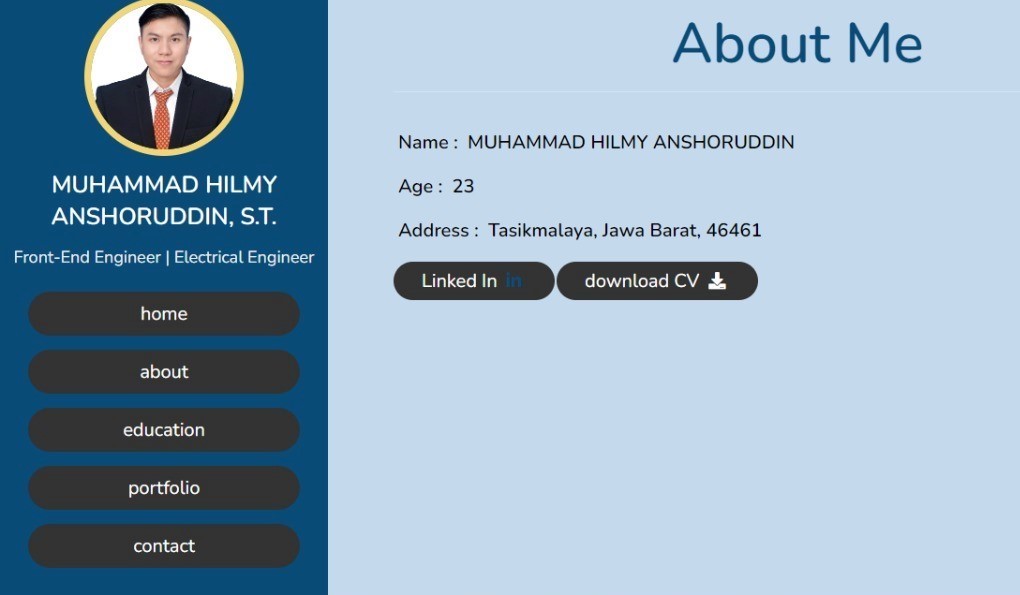 MUHAMMAD HILMY
ANSHORUDDIN, S.T.
Front-End Engineer | Electrical Engineer
home
about
education
portfolio
contact
About Me
Name : MUHAMMAD HILMY ANSHORUDDIN
Age : 23
Address : Tasikmalaya, Jawa Barat, 46461
Linked In in
download CV